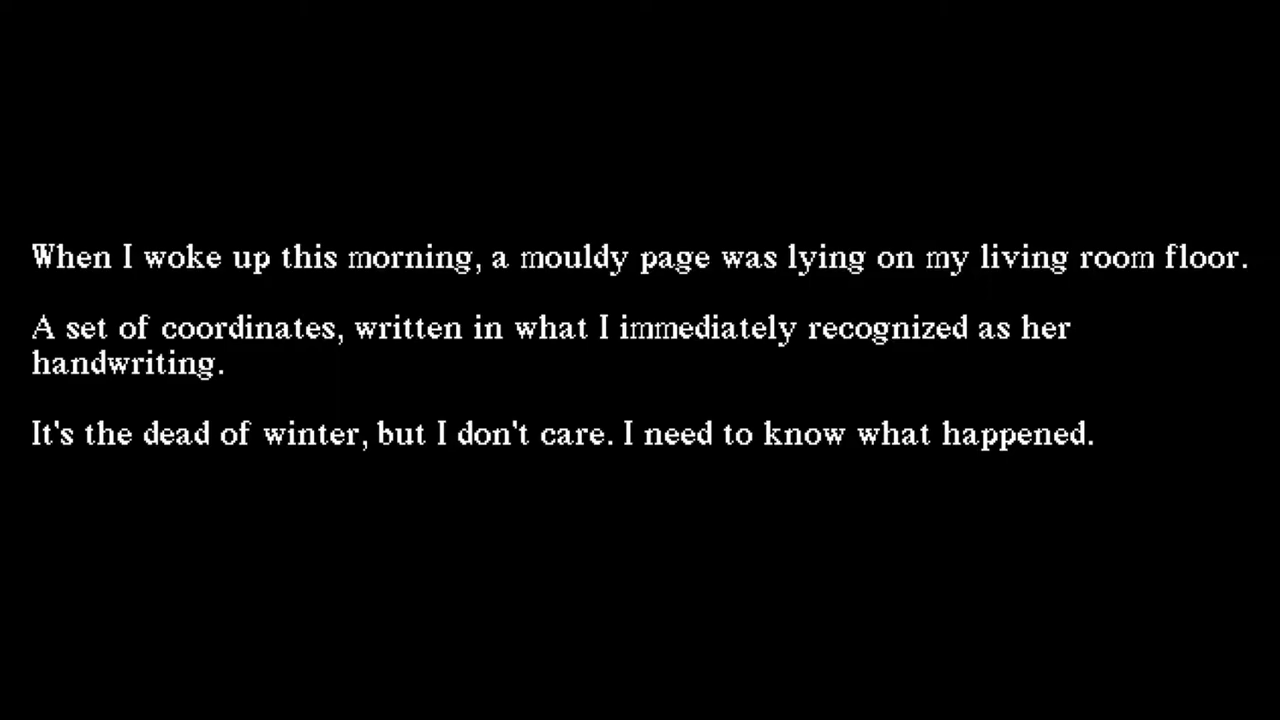 When I woke up this morning, a mouldy page was lying on my living room floor.
A set of coordinates, written in what I immediately recognized as her
handwriting.
It's the dead of winter, but I don't care. I need to know what happened.